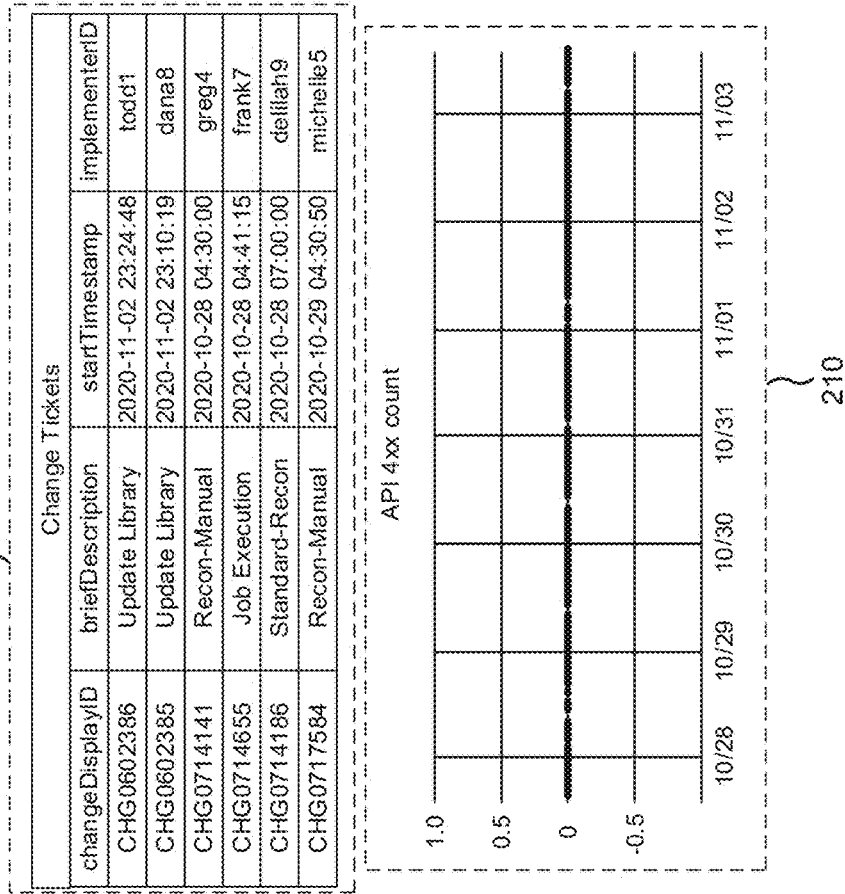 Change Tickets
changeDisplayID briefDescription startTimestamp implementerID
CHG0602386 Update Library 2020-11-02 23:24:48 todd1
CHG0602385 Update Library 2020-11-02 23:10:19 dana8
CHG0714141 Recon-Manual 2020-10-28 04:30:00 greg4
CHG0714655 Job Execution 2020-10-28 04:41:15 frank7
CHG0714186 Standard-Recon 2020-10-28 07:00:00 delilah9
CHG0717584 Recon-Manual 2020-10-29 04:30:50 michelle5
API 4xx count
1.0
0.5
0
-0.5
10/28 10/29 10/30 10/31 11/01 11/02 11/03
210